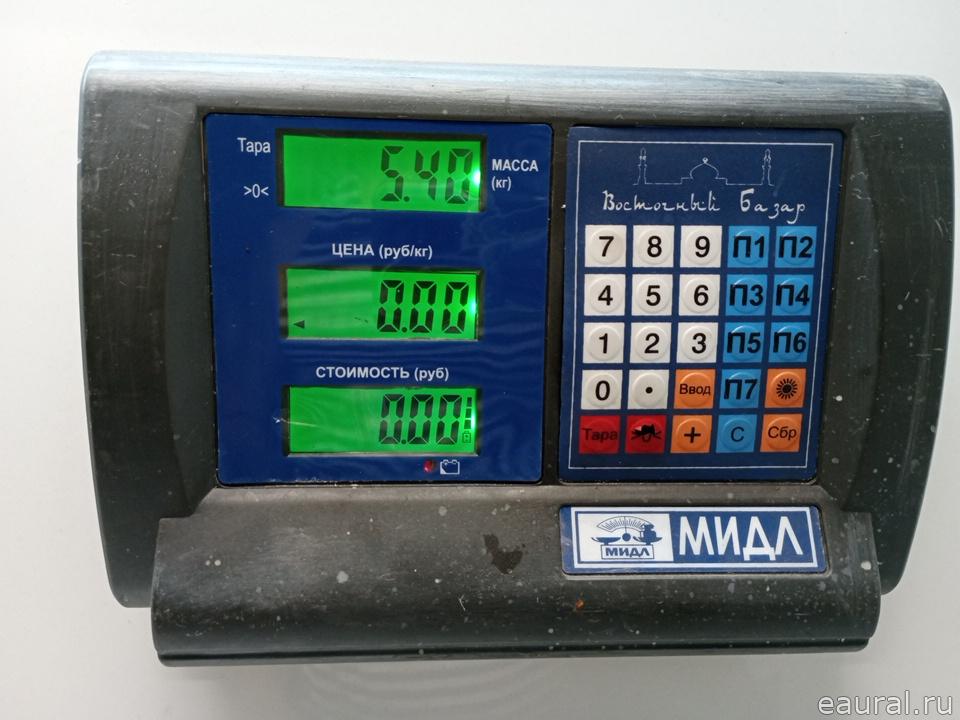 Тара
5.40
МАССА
(кг)
>0<
ЦЕНА (руб/кг)
0.00
СТОИМОСТЬ (руб)
0.00
Восточный Базар
7 8 9 П1 П2
4 5 6 П3 П4
1 2 3 П5 П6
0 • Ввод П7
Тара + С Сбр
МИДЛ МИДЛ
eaural.ru